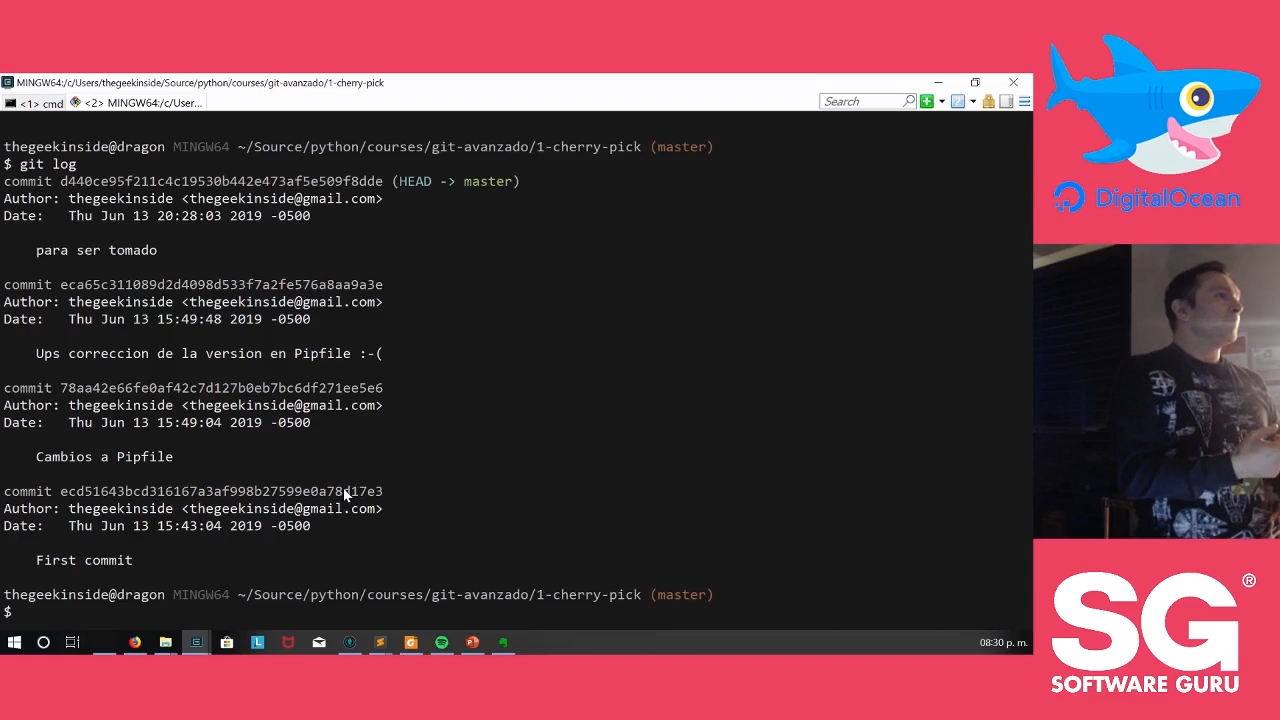 MINGW64:/c/Users/thegeekinside/Source/python/courses/git-avanzado/1-cherry-pick
<1> cmd
<2> MINGW64:/c/User...
Search
thegeekinside@dragon MINGW64 ~/Source/python/courses/git-avanzado/1-cherry-pick (master)
$ git log
commit d440ce95f211c4c19530b442e473af5e509f8dde (HEAD -> master)
Author: thegeekinside <thegeekinside@gmail.com>
Date:   Thu Jun 13 20:28:03 2019 -0500
para ser tomado
commit eca65c311089d2d4098d533f7a2fe576a8aa9a3e
Author: thegeekinside <thegeekinside@gmail.com>
Date:   Thu Jun 13 15:49:48 2019 -0500
Ups correccion de la version en Pipfile :-(
commit 78aa42e66fe0af42c7d127b0eb7bc6df271ee5e6
Author: thegeekinside <thegeekinside@gmail.com>
Date:   Thu Jun 13 15:49:04 2019 -0500
Cambios a Pipfile
commit ecd51643bcd316167a3af998b27599e0a78d17e3
Author: thegeekinside <thegeekinside@gmail.com>
Date:   Thu Jun 13 15:43:04 2019 -0500
First commit
thegeekinside@dragon MINGW64 ~/Source/python/courses/git-avanzado/1-cherry-pick (master)
$
08:30 p. m.
DigitalOcean
SG®
SOFTWARE GURU